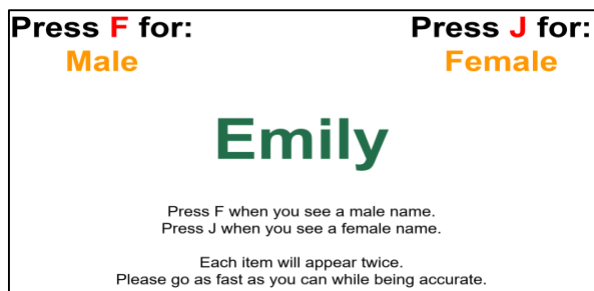 Press F for:
Male
Press J for:
Female
Emily
Press F when you see a male name.
Press J when you see a female name.
Each item will appear twice.
Please go as fast as you can while being accurate.